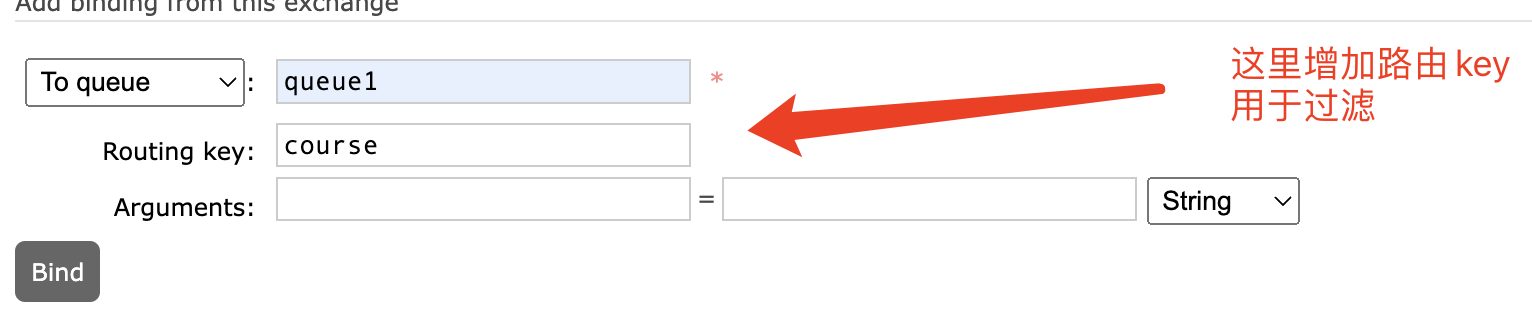 Add binding from this exchange
To queue : queue1 *
Routing key: course
Arguments: = String
Bind
这里增加路由 key
用于过滤